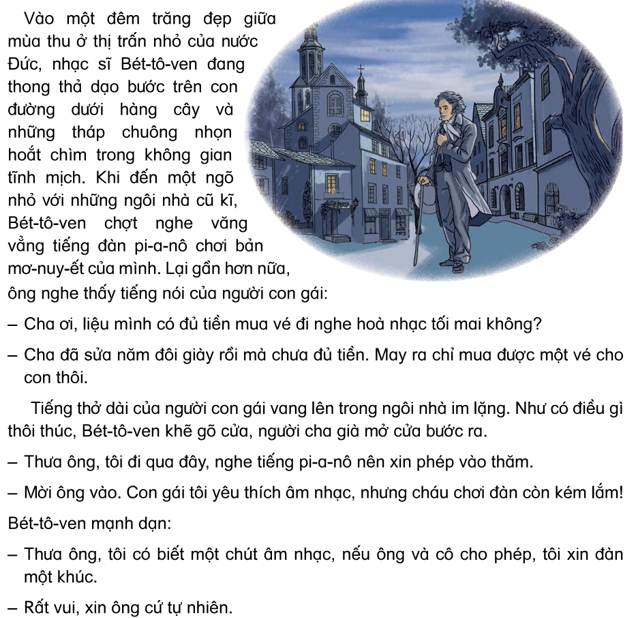 Vào một đêm trăng đẹp giữa
mùa thu ở thị trấn nhỏ của nước
Đức, nhạc sĩ Bét-tô-ven đang
thong thả dạo bước trên con
đường dưới hàng cây và
những tháp chuông nhọn
hoắt chìm trong không gian
tĩnh mịch. Khi đến một ngõ
nhỏ với những ngôi nhà cũ kĩ,
Bét-tô-ven chợt nghe văng
vẳng tiếng đàn pi-a-nô chơi bản
mơ-nuy-ét của mình. Lại gần hơn nữa,
ông nghe thấy tiếng nói của người con gái:
– Cha ơi, liệu mình có đủ tiền mua vé đi nghe hoà nhạc tối mai không?
– Cha đã sửa năm đôi giày rồi mà chưa đủ tiền. May ra chỉ mua được một vé cho
con thôi.
Tiếng thở dài của người con gái vang lên trong ngôi nhà im lặng. Như có điều gì
thôi thúc, Bét-tô-ven khẽ gõ cửa, người cha già mở cửa bước ra.
– Thưa ông, tôi đi qua đây, nghe tiếng pi-a-nô nên xin phép vào thăm.
– Mời ông vào. Con gái tôi yêu thích âm nhạc, nhưng cháu chơi đàn còn kém lắm!
Bét-tô-ven mạnh dạn:
– Thưa ông, tôi có biết một chút âm nhạc, nếu ông và cô cho phép, tôi xin đàn
một khúc.
– Rất vui, xin ông cứ tự nhiên.